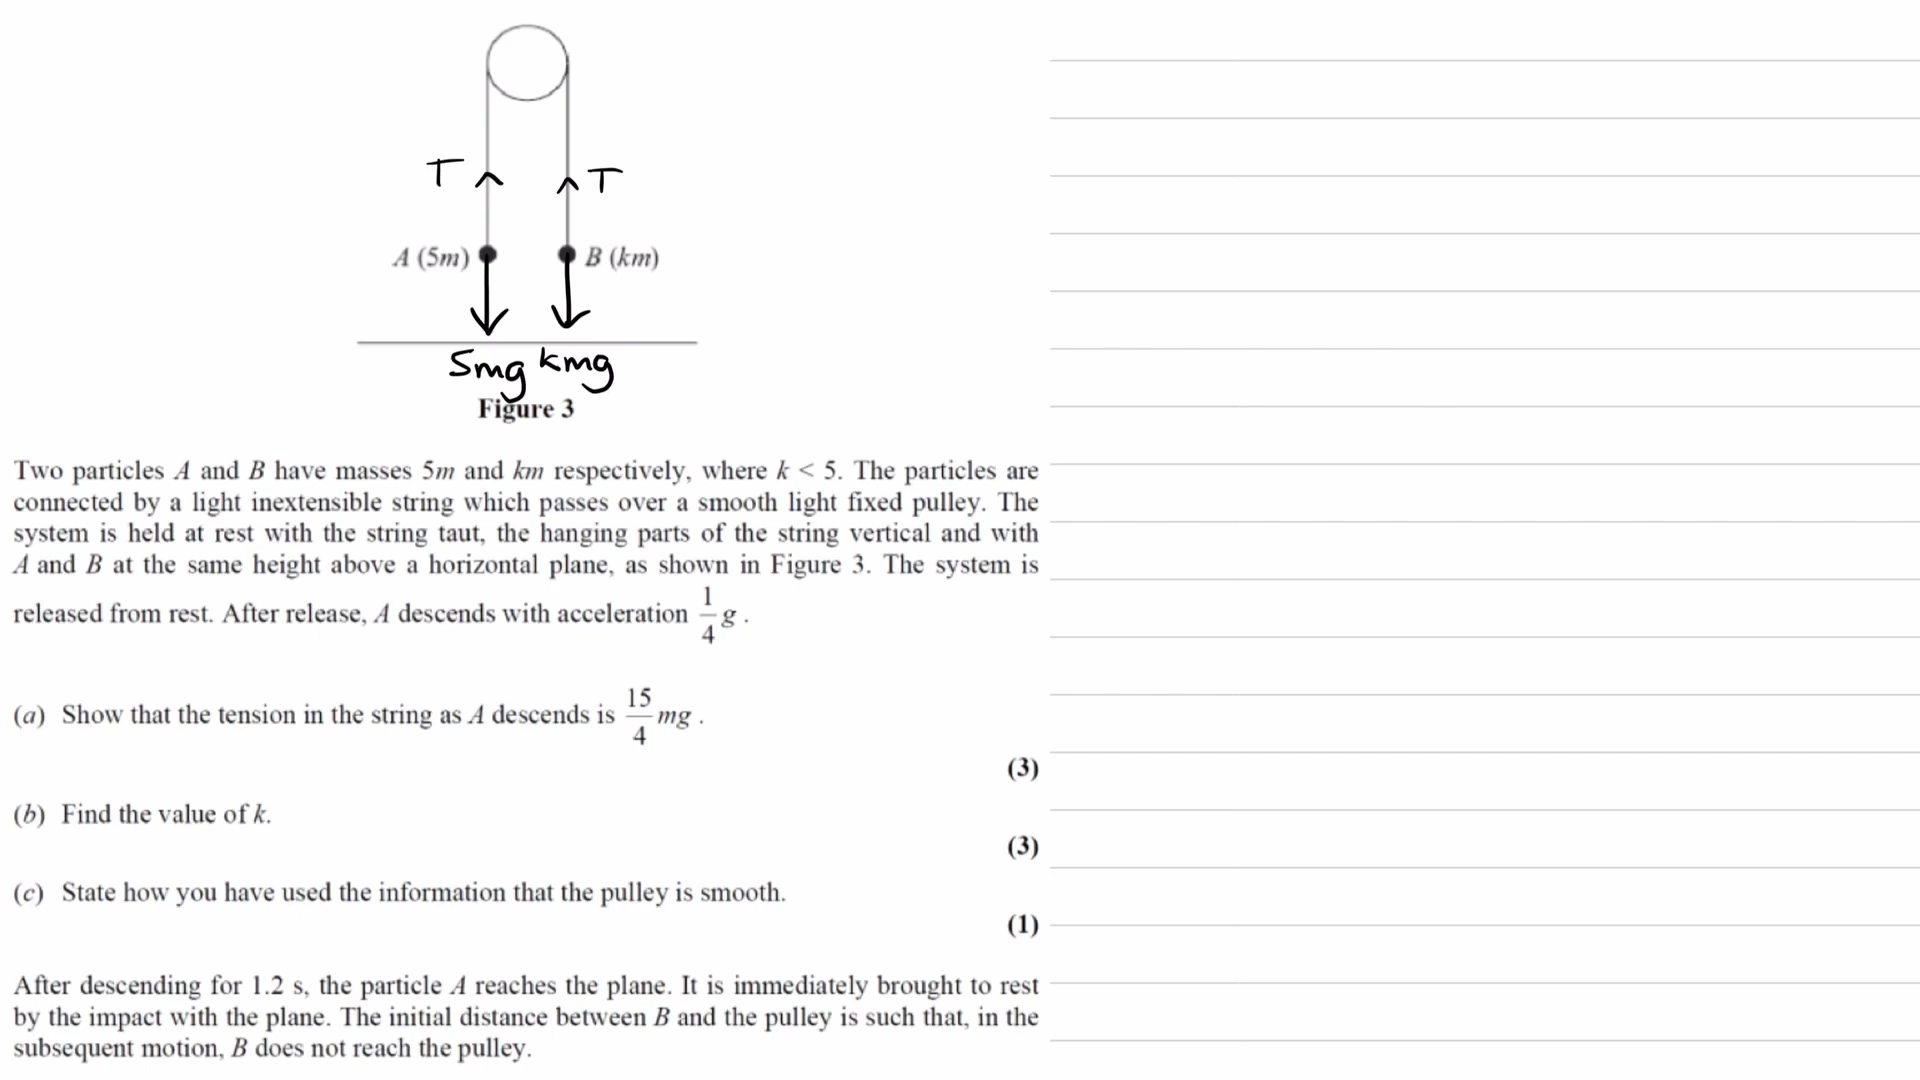 T T
A (5m) B (km)
5mg kmg
Figure 3
Two particles A and B have masses 5m and km respectively, where k < 5. The particles are
connected by a light inextensible string which passes over a smooth light fixed pulley. The
system is held at rest with the string taut, the hanging parts of the string vertical and with
A and B at the same height above a horizontal plane, as shown in Figure 3. The system is
released from rest. After release, A descends with acceleration 1/4 g .
(a) Show that the tension in the string as A descends is 15/4 mg .
(3)
(b) Find the value of k.
(3)
(c) State how you have used the information that the pulley is smooth.
(1)
After descending for 1.2 s, the particle A reaches the plane. It is immediately brought to rest
by the impact with the plane. The initial distance between B and the pulley is such that, in the
subsequent motion, B does not reach the pulley.